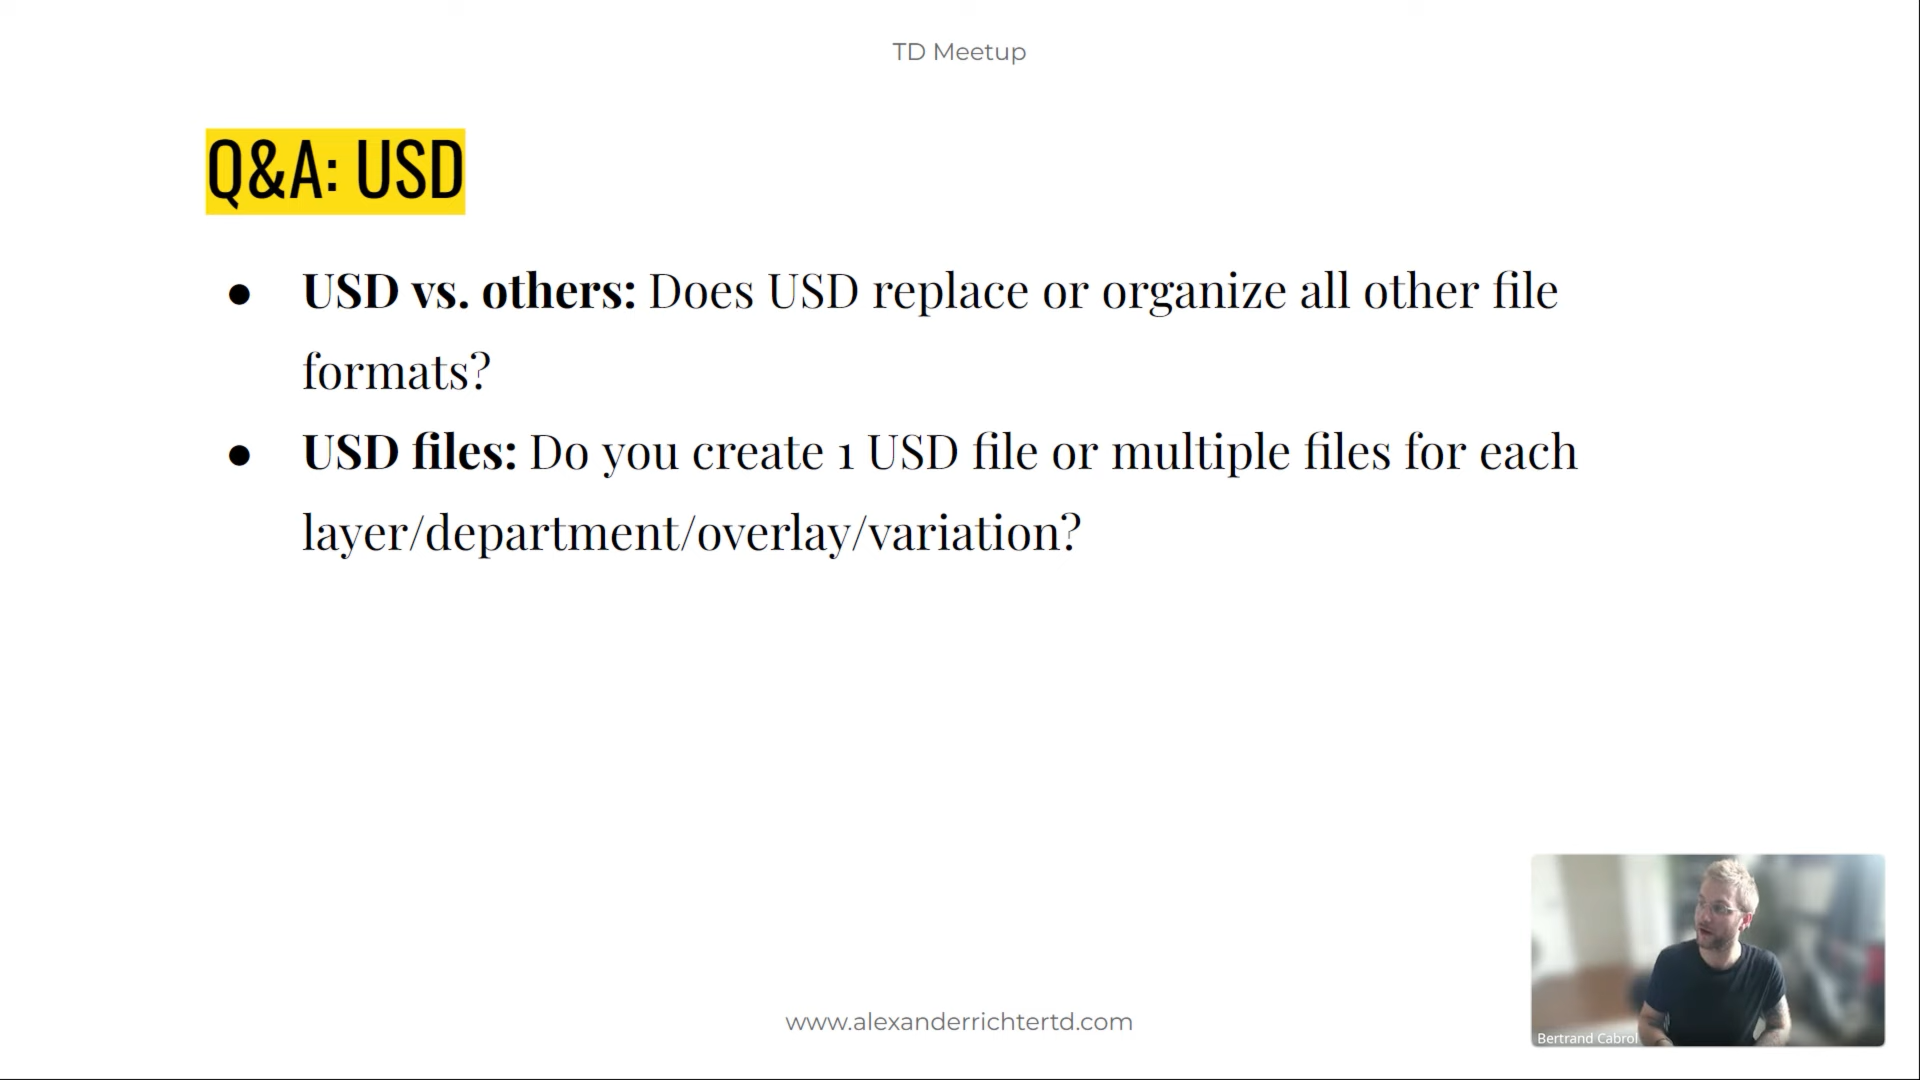 TD Meetup
Q&A: USD
● USD vs. others: Does USD replace or organize all other file
formats?
● USD files: Do you create 1 USD file or multiple files for each
layer/department/overlay/variation?
www.alexanderrichtertd.com
Bertrand Cabrol